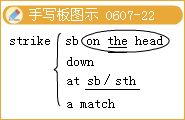 手写板图示 0607-22
strike sb on the head
down
at sb / sth
a match